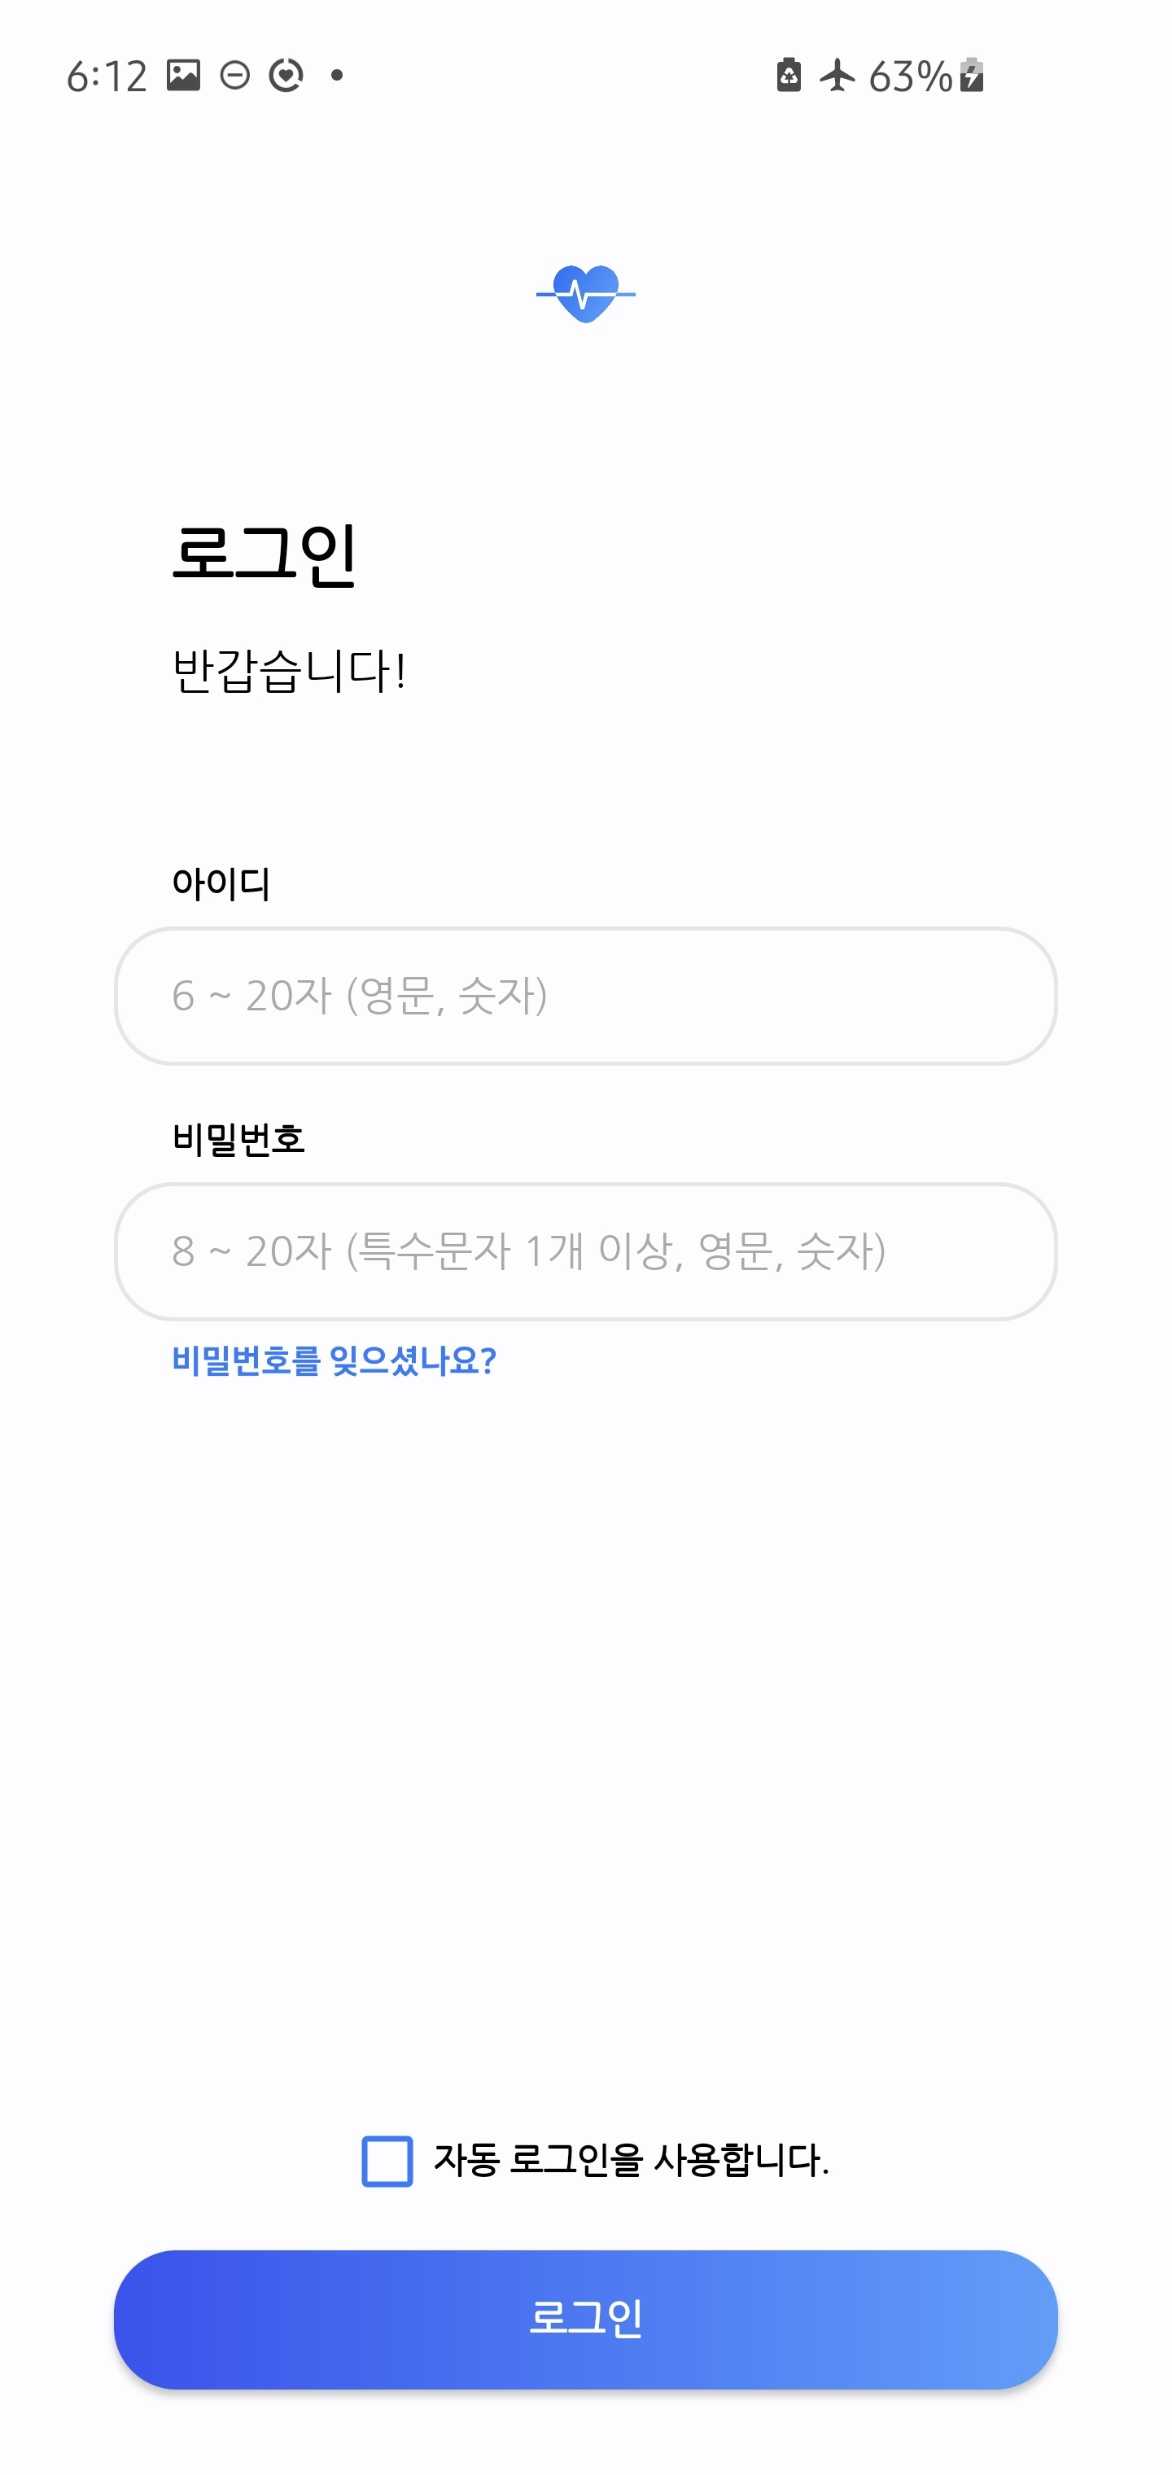 6:12 63%
로그인
반갑습니다!
아이디
6 ~ 20자 (영문, 숫자)
비밀번호
8 ~ 20자 (특수문자 1개 이상, 영문, 숫자)
비밀번호를 잊으셨나요?
자동 로그인을 사용합니다.
로그인